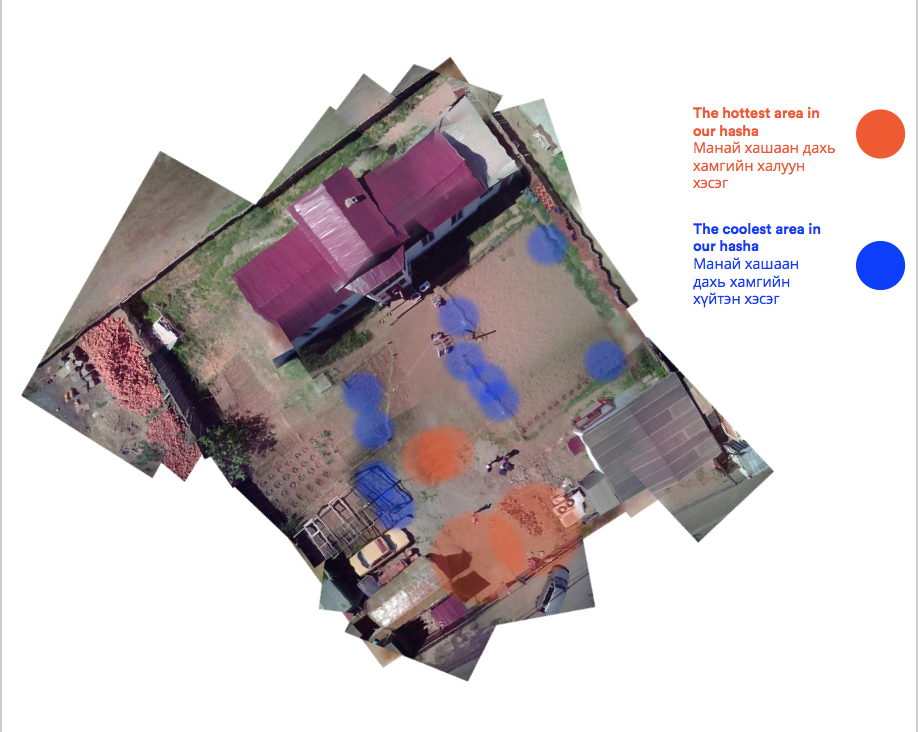 The hottest area in
our hasha
Манай хашаан дахь
хамгийн халуун
хэсэг
The coolest area in
our hasha
Манай хашаан
дахь хамгийн
хүйтэн хэсэг